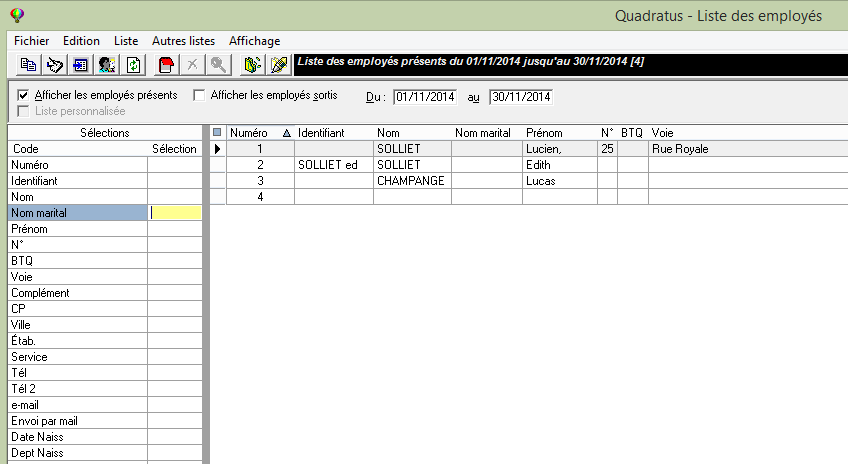 Quadratus - Liste des employés
Fichier Edition Liste Autres listes Affichage
Liste des employés présents du 01/11/2014 jusqu'au 30/11/2014 [4]
Afficher les employés présents Afficher les employés sortis Du : 01/11/2014 au 30/11/2014
Liste personnalisée
Sélections
Code Sélection
Numéro
Identifiant
Nom
Nom marital
Prénom
N°
BTQ
Voie
Complément
CP
Ville
Étab.
Service
Tél
Tél 2
e-mail
Envoi par mail
Date Naiss
Dept Naiss
Numéro Identifiant Nom Nom marital Prénom N° BTQ Voie
1 SOLLIET Lucien, 25 Rue Royale
2 SOLLIET ed SOLLIET Edith
3 CHAMPANGE Lucas
4